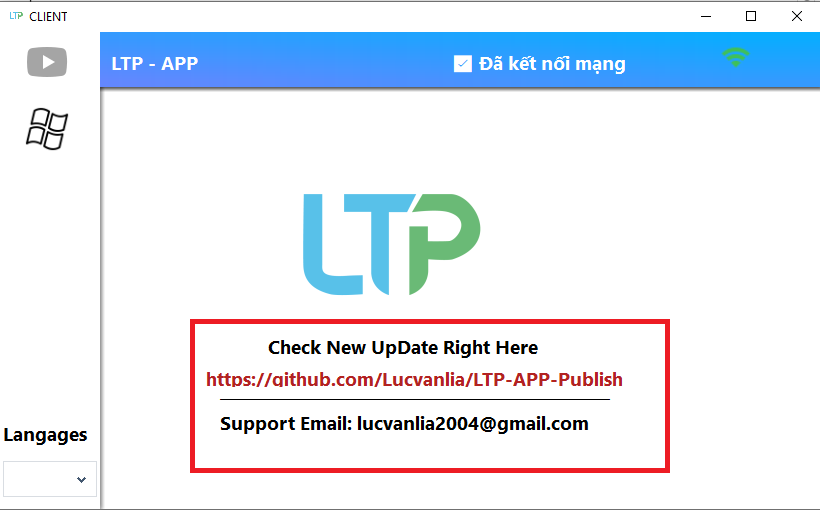 LTP CLIENT
LTP - APP
Đã kết nối mạng
LTP
Check New UpDate Right Here
https://github.com/Lucvanlia/LTP-APP-Publish
Support Email: lucvanlia2004@gmail.com
Langages